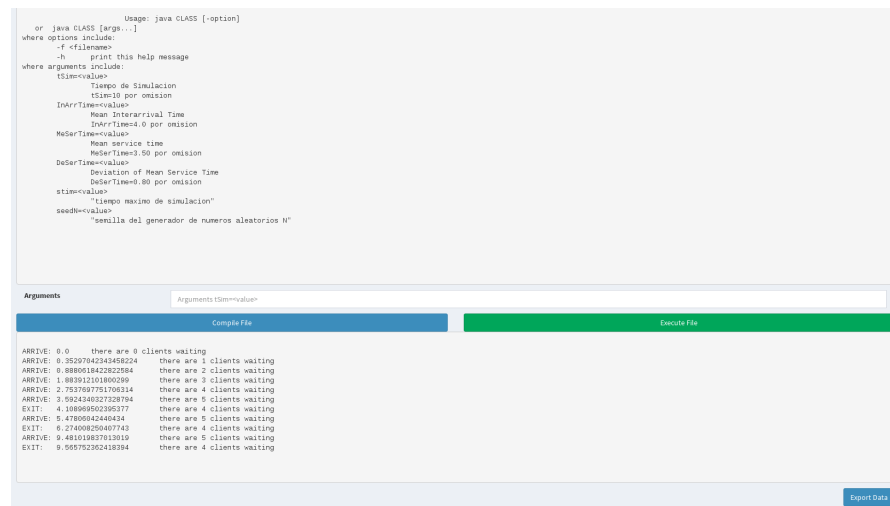 Usage: java CLASS [-option]
or java CLASS [args...]
where options include:
-f <filename>
-h print this help message
where arguments include:
tSim=<value>
Tiempo de Simulacion
tSim=10 por omision
InArrTime=<value>
Mean Interarrival Time
InArrTime=4.0 por omision
MeSerTime=<value>
Mean service time
MeSerTime=3.50 por omision
DeSerTime=<value>
Deviation of Mean Service Time
DeSerTime=0.80 por omision
stim=<value>
"tiempo maximo de simulacion"
seedN=<value>
"semilla del generador de numeros aleatorios N"
Arguments
Arguments tSim=<value>
Compile File
Execute File
ARRIVE: 0.0 there are 0 clients waiting
ARRIVE: 0.35297042343458224 there are 1 clients waiting
ARRIVE: 0.8880618422822584 there are 2 clients waiting
ARRIVE: 1.883912101800299 there are 3 clients waiting
ARRIVE: 2.7537697751706314 there are 4 clients waiting
ARRIVE: 3.5924340327328794 there are 5 clients waiting
EXIT: 4.108969502395377 there are 4 clients waiting
ARRIVE: 5.47806042440434 there are 5 clients waiting
EXIT: 6.274008250407743 there are 4 clients waiting
ARRIVE: 9.481019837013019 there are 5 clients waiting
EXIT: 9.565752362418394 there are 4 clients waiting
Export Data